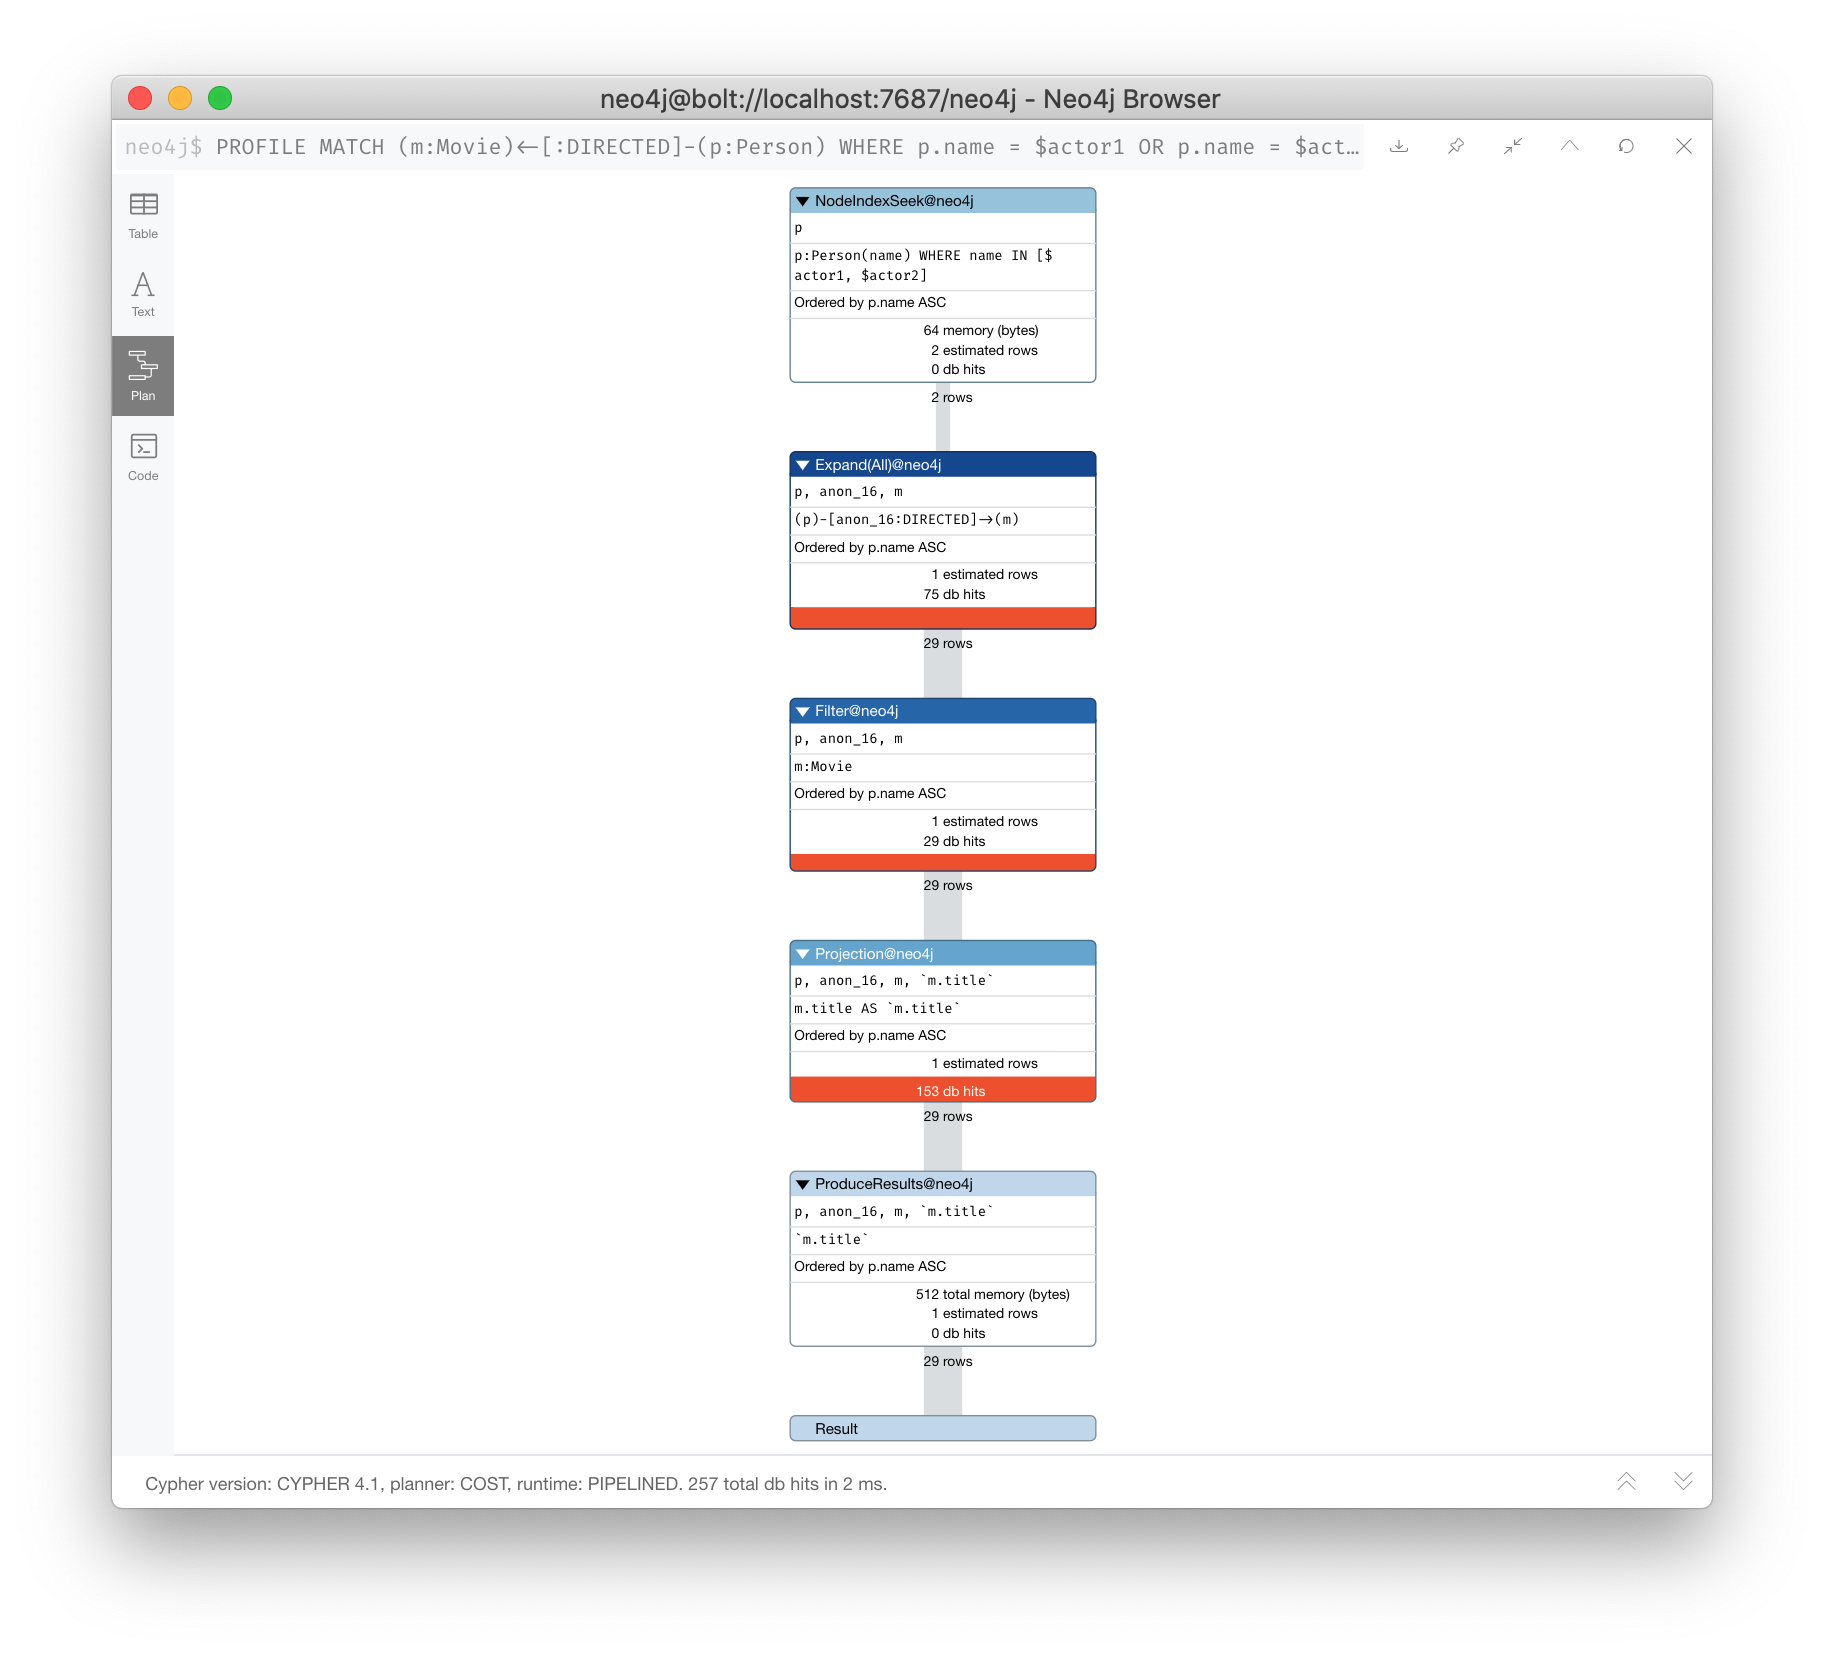 neo4j@bolt://localhost:7687/neo4j - Neo4j Browser
neo4j$ PROFILE MATCH (m:Movie)<-[:DIRECTED]-(p:Person) WHERE p.name = $actor1 OR p.name = $act…
Table
Text
Plan
Code
NodeIndexSeek@neo4j
p
p:Person(name) WHERE name IN [$
actor1, $actor2]
Ordered by p.name ASC
64 memory (bytes)
2 estimated rows
0 db hits
2 rows
Expand(All)@neo4j
p, anon_16, m
(p)-[anon_16:DIRECTED]->(m)
Ordered by p.name ASC
1 estimated rows
75 db hits
29 rows
Filter@neo4j
p, anon_16, m
m:Movie
Ordered by p.name ASC
1 estimated rows
29 db hits
29 rows
Projection@neo4j
p, anon_16, m, `m.title`
m.title AS `m.title`
Ordered by p.name ASC
1 estimated rows
153 db hits
29 rows
ProduceResults@neo4j
p, anon_16, m, `m.title`
`m.title`
Ordered by p.name ASC
512 total memory (bytes)
1 estimated rows
0 db hits
29 rows
Result
Cypher version: CYPHER 4.1, planner: COST, runtime: PIPELINED. 257 total db hits in 2 ms.